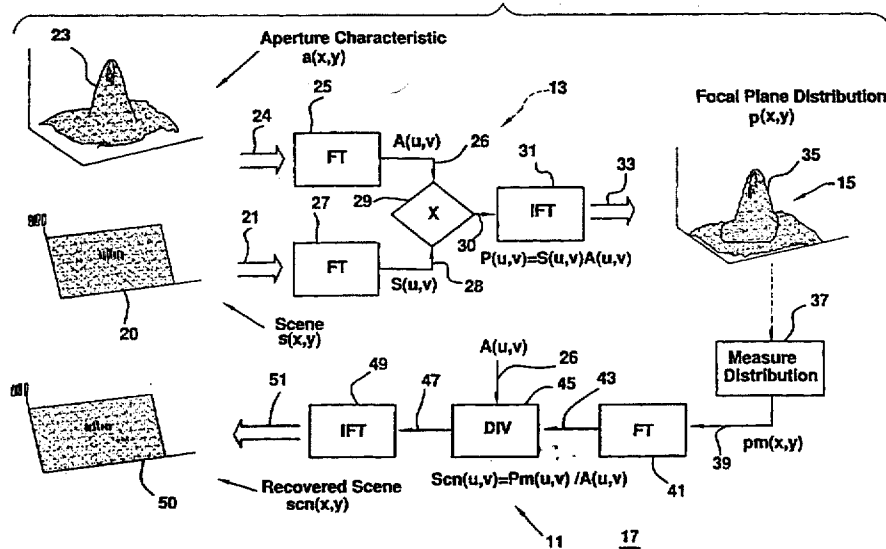 23
Aperture Characteristic
a(x,y)
25
24
FT
A(u,v)
26
13
Focal Plane Distribution
p(x,y)
31
33
35
15
29
X
IFT
30
21
27
FT
P(u,v)=S(u,v)A(u,v)
S(u,v)
28
20
Scene
s(x,y)
37
Measure
Distribution
A(u,v)
26
51
49
47
45
43
IFT
DIV
FT
39
pm(x,y)
50
Recovered Scene
scn(x,y)
Scn(u,v)=Pm(u,v)/A(u,v)
41
11
17